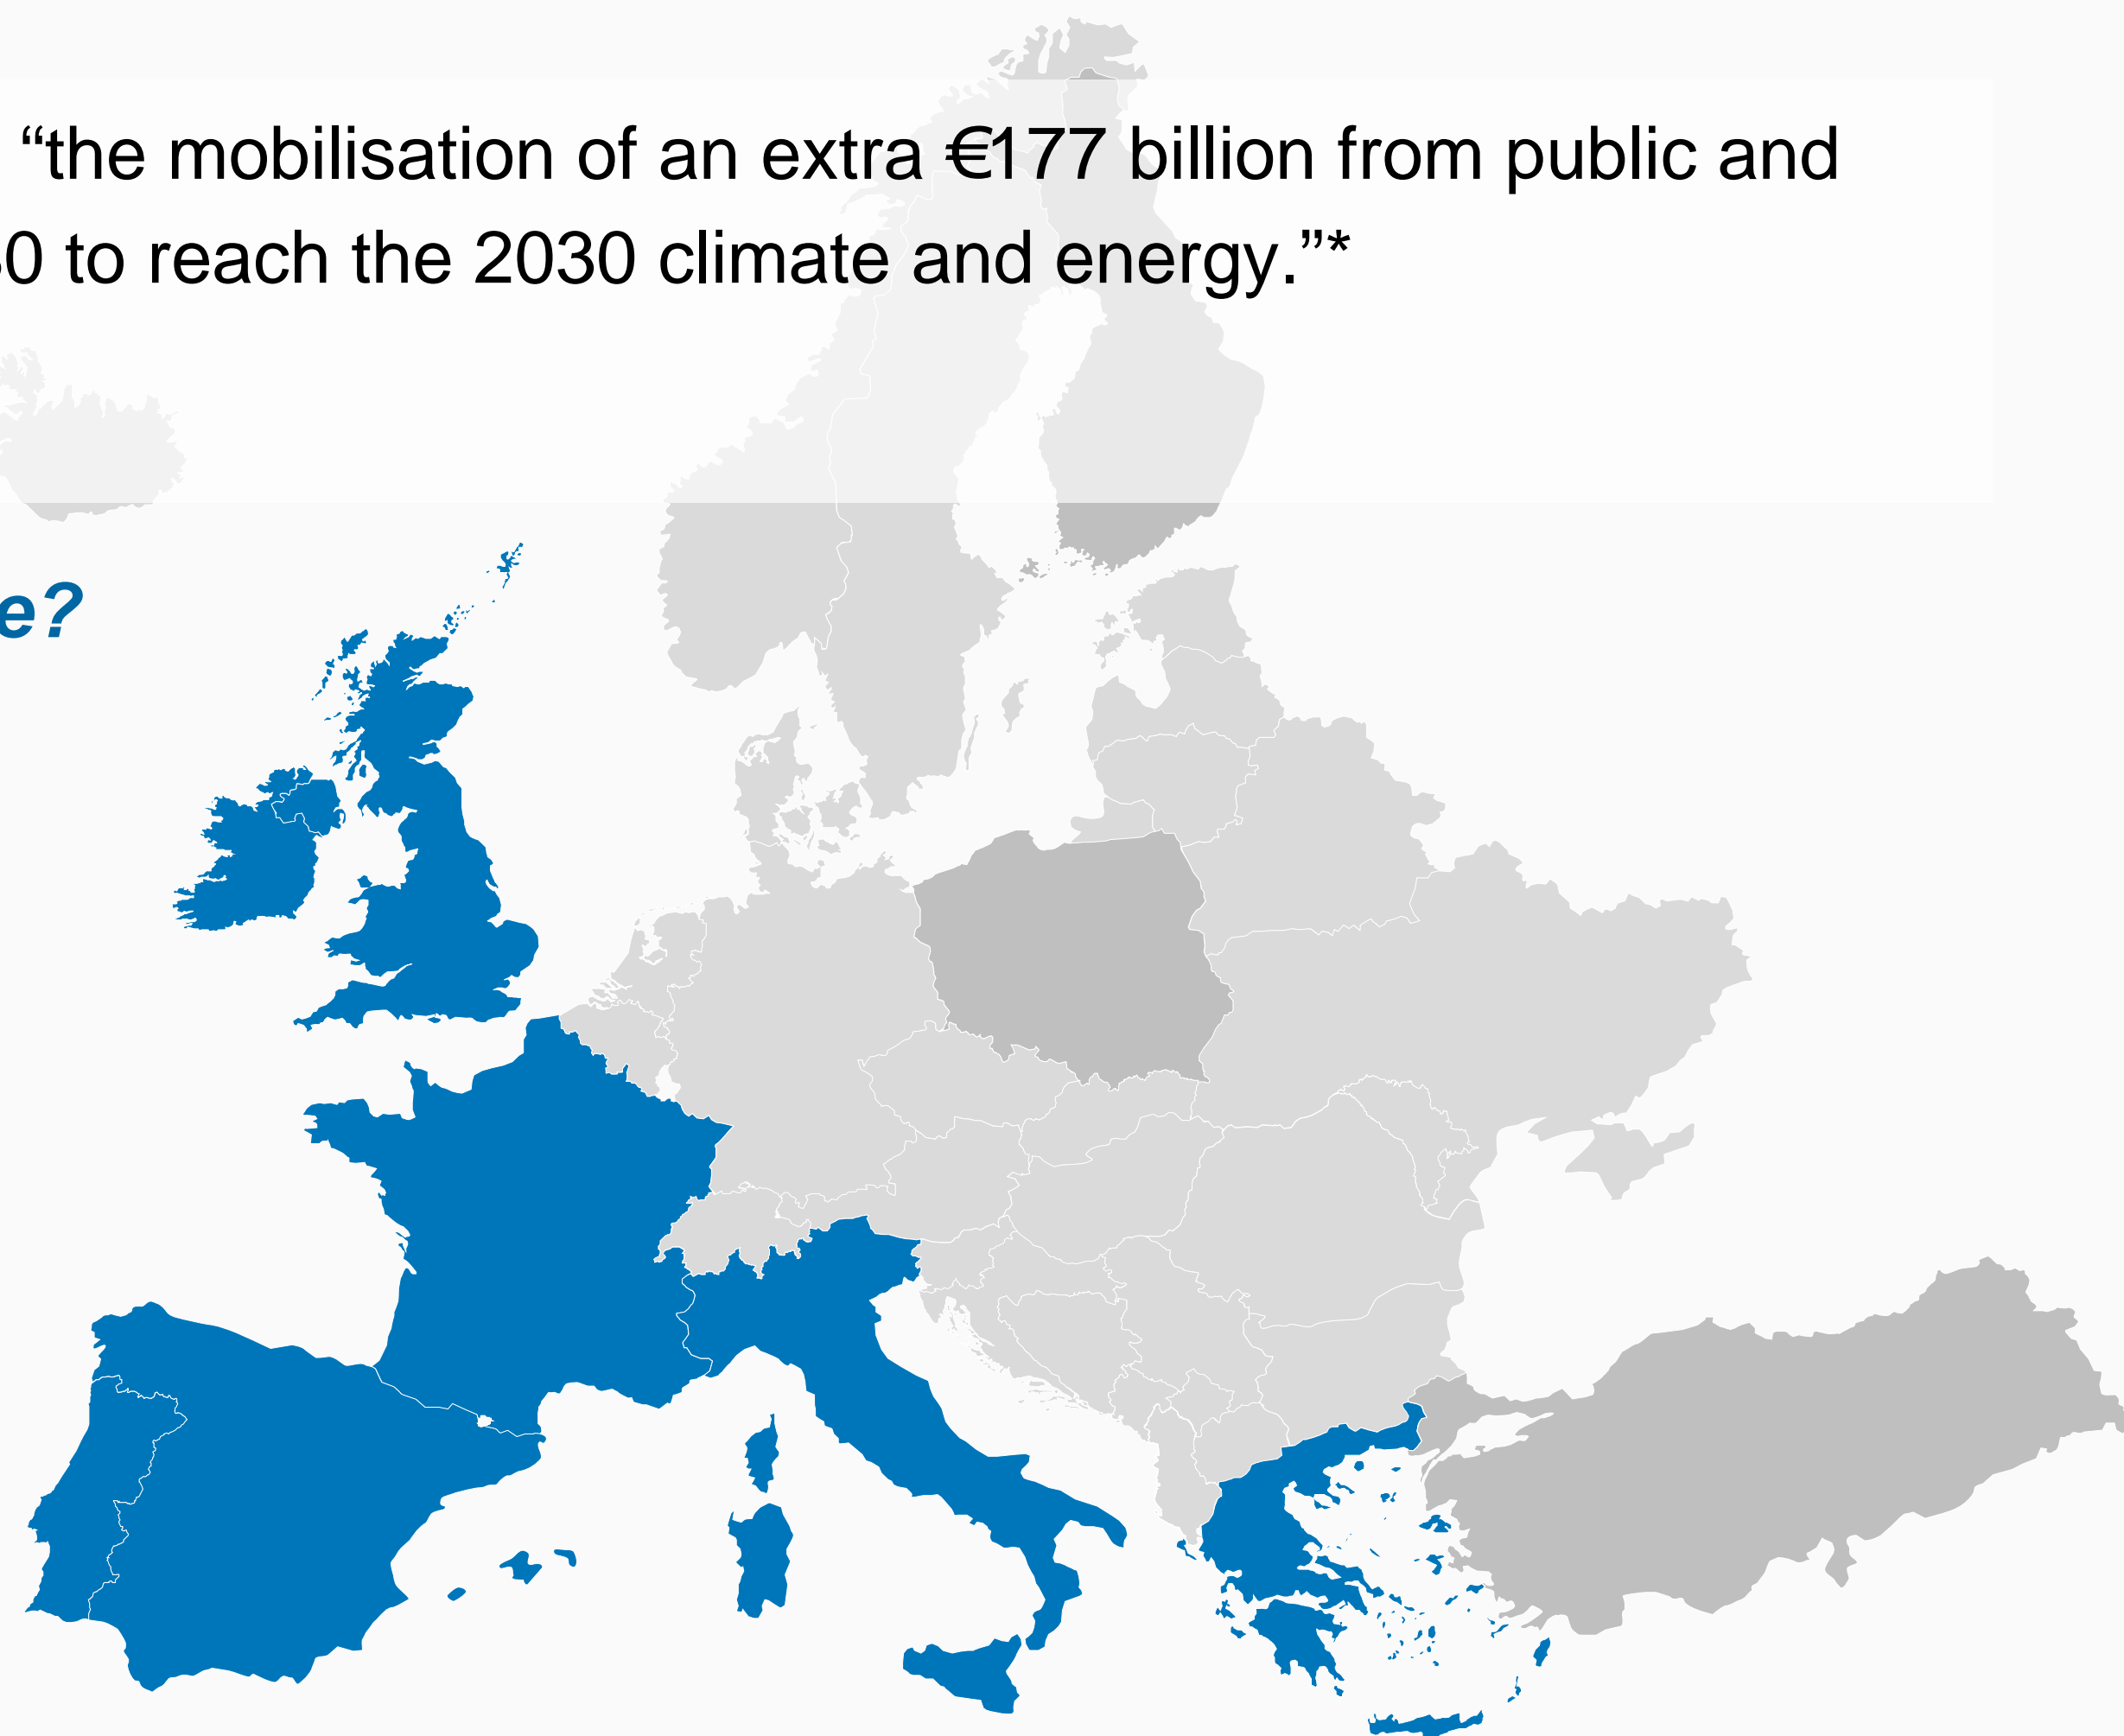 ““the mobilisation of an extra €177 billion from public and
0 to reach the 2030 climate and energy.”*
e?